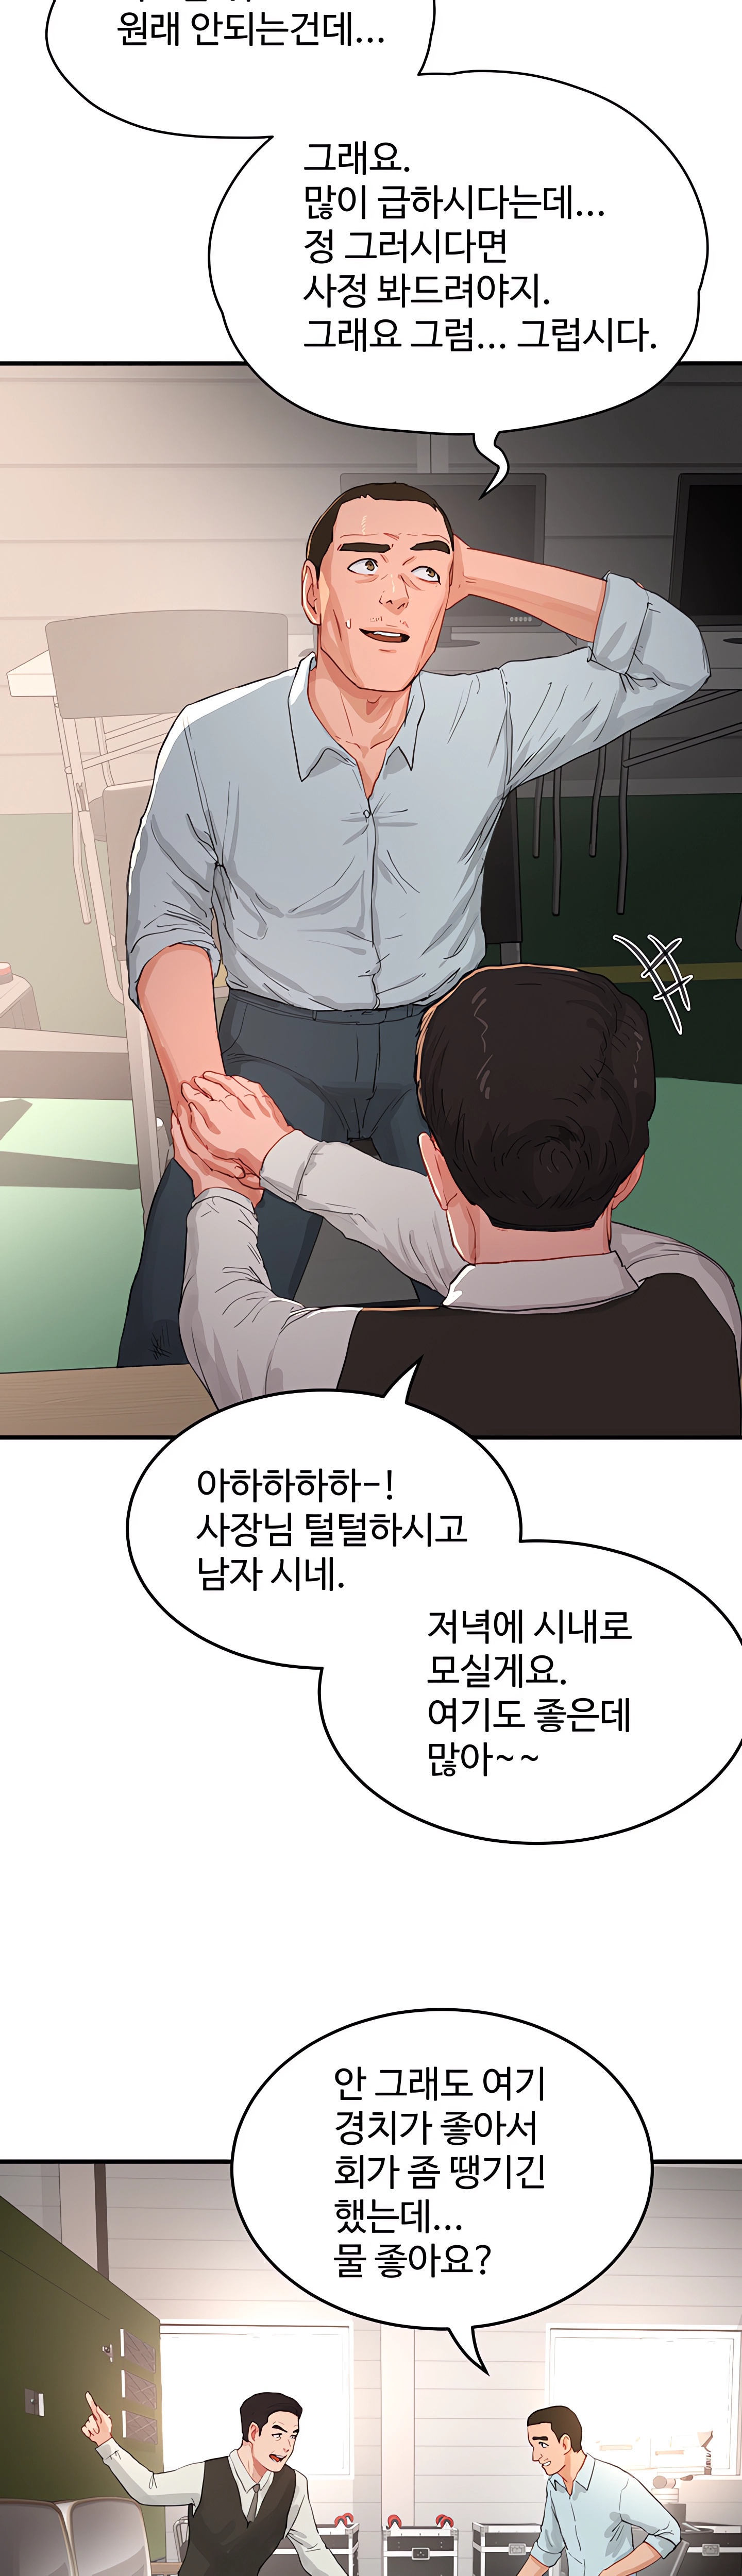 원래 안되는건데...
그래요.
많이 급하시다는데...
정 그러시다면
사정 봐드려야지.
그래요 그럼... 그럽시다.
아하하하하-!
사장님 털털하시고
남자 시네.
저녁에 시내로
모실게요.
여기도 좋은데
많아~~
안 그래도 여기
경치가 좋아서
회가 좀 땡기긴
했는데...
물 좋아요?